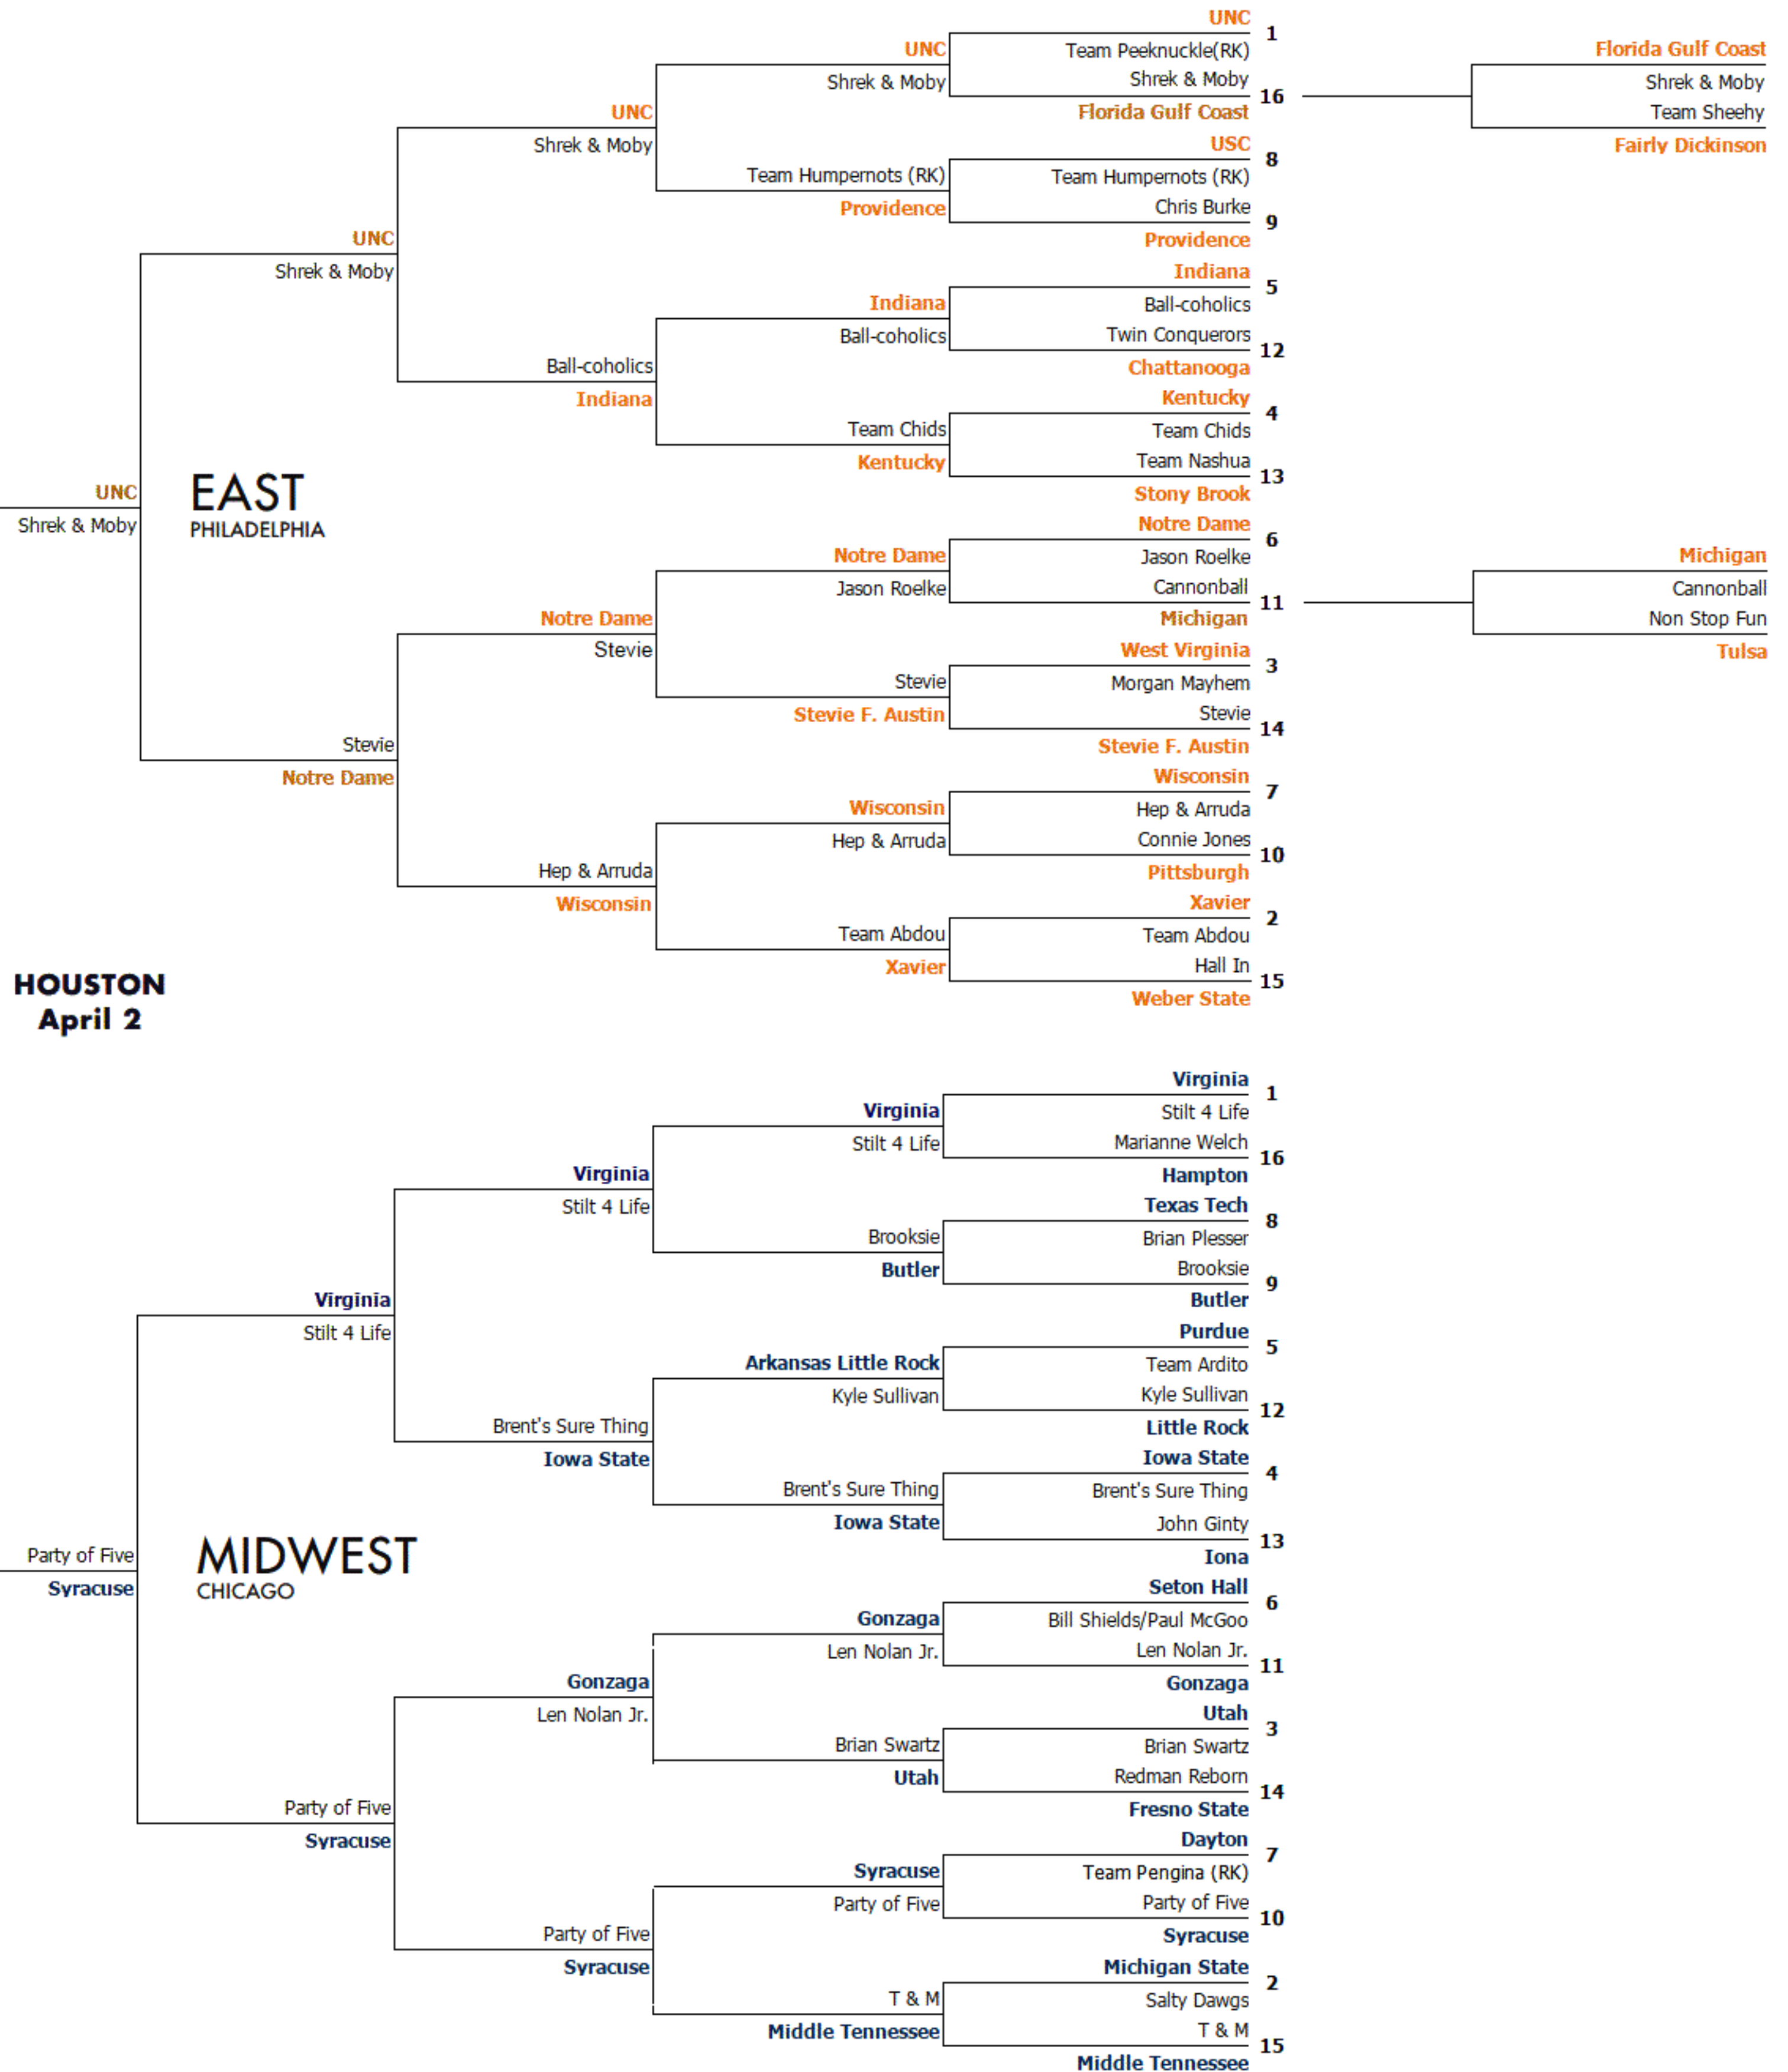 UNC
1
Team Peeknuckle(RK)
Shrek & Moby
16
Florida Gulf Coast
USC
8
Team Humpernots (RK)
Chris Burke
9
Providence
Indiana
5
Ball-coholics
Twin Conquerors
12
Chattanooga
Kentucky
4
Team Chids
Team Nashua
13
Stony Brook
Notre Dame
6
Jason Roelke
Cannonball
11
Michigan
West Virginia
3
Morgan Mayhem
Stevie
14
Stevie F. Austin
Wisconsin
7
Hep & Arruda
Connie Jones
10
Pittsburgh
Xavier
2
Team Abdou
Hall In
15
Weber State
Florida Gulf Coast
Shrek & Moby
Team Sheehy
Fairly Dickinson
Michigan
Cannonball
Non Stop Fun
Tulsa
UNC
Shrek & Moby
Team Humpernots (RK)
Providence
Indiana
Ball-coholics
Team Chids
Kentucky
Notre Dame
Jason Roelke
Stevie
Stevie F. Austin
Wisconsin
Hep & Arruda
Team Abdou
Xavier
UNC
Shrek & Moby
Ball-coholics
Indiana
Notre Dame
Stevie
Hep & Arruda
Wisconsin
UNC
Shrek & Moby
Stevie
Notre Dame
UNC
Shrek & Moby
EAST
PHILADELPHIA
HOUSTON
April 2
Virginia
1
Stilt 4 Life
Marianne Welch
16
Hampton
Texas Tech
8
Brian Plesser
Brooksie
9
Butler
Purdue
5
Team Ardito
Kyle Sullivan
12
Little Rock
Iowa State
4
Brent's Sure Thing
John Ginty
13
Iona
Seton Hall
6
Bill Shields/Paul McGoo
Len Nolan Jr.
11
Gonzaga
Utah
3
Brian Swartz
Redman Reborn
14
Fresno State
Dayton
7
Team Pengina (RK)
Party of Five
10
Syracuse
Michigan State
2
Salty Dawgs
T & M
15
Middle Tennessee
Virginia
Stilt 4 Life
Brooksie
Butler
Arkansas Little Rock
Kyle Sullivan
Brent's Sure Thing
Iowa State
Gonzaga
Len Nolan Jr.
Brian Swartz
Utah
Syracuse
Party of Five
T & M
Middle Tennessee
Virginia
Stilt 4 Life
Brent's Sure Thing
Iowa State
Gonzaga
Len Nolan Jr.
Party of Five
Syracuse
Virginia
Stilt 4 Life
Party of Five
Syracuse
Party of Five
Syracuse
MIDWEST
CHICAGO